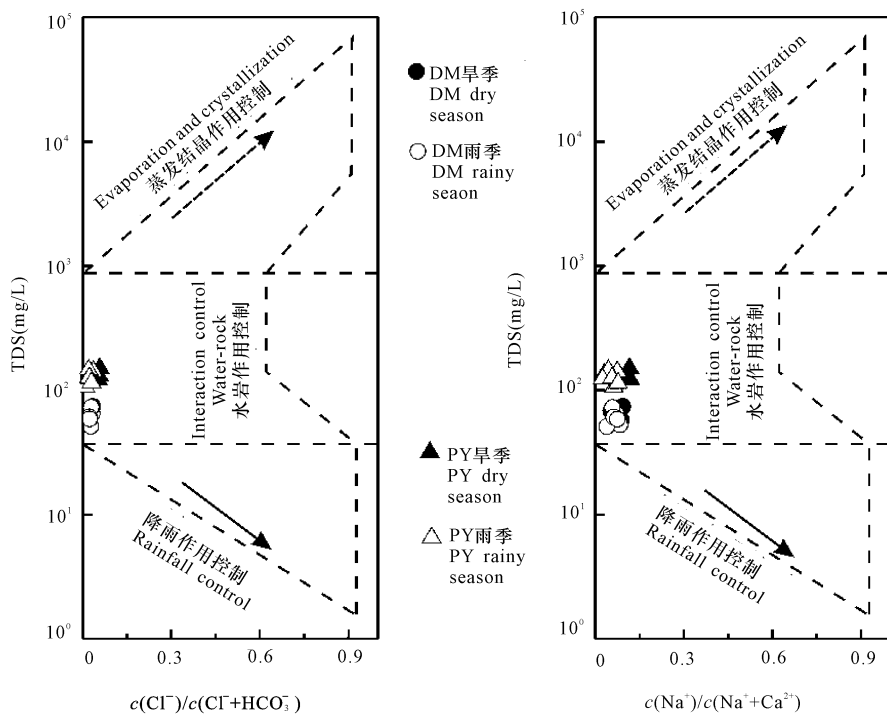 10⁵
10⁴
10³
10²
10¹
10⁰
TDS(mg/L)
Evaporation and crystallization
蒸发结晶作用控制
Interaction control
Water-rock
水岩作用控制
降雨作用控制
Rainfall control
0
0.3
0.6
0.9
c(Cl⁻)/c(Cl⁻+HCO₃⁻)
DM旱季
DM dry
season
DM雨季
DM rainy
seaon
PY旱季
PY dry
season
PY雨季
PY rainy
season
10⁵
10⁴
10³
10²
10¹
10⁰
TDS(mg/L)
Evaporation and crystallization
蒸发结晶作用控制
Interaction control
Water-rock
水岩作用控制
降雨作用控制
Rainfall control
0
0.3
0.6
0.9
c(Na⁺)/c(Na⁺+Ca²⁺)